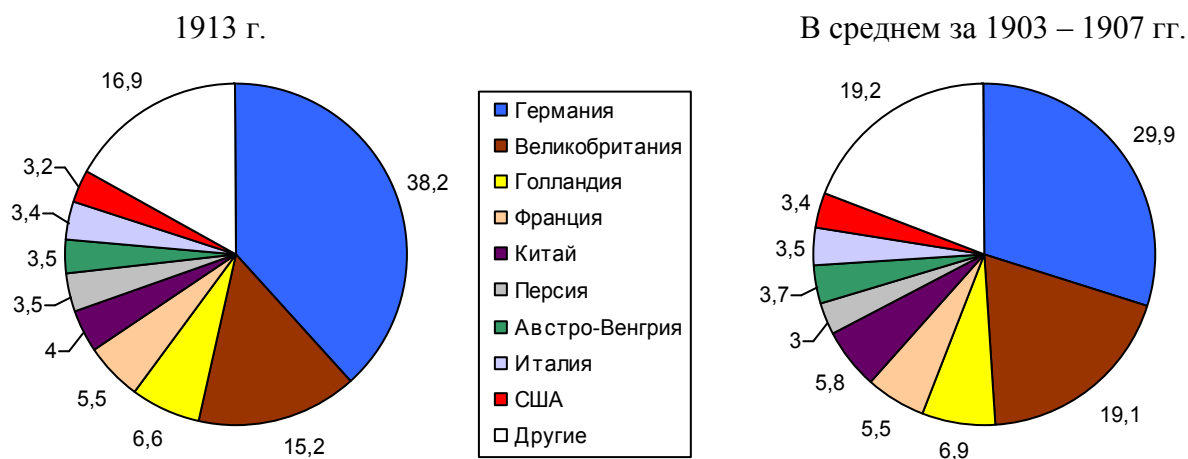 1913 г.
16,9
3,2
3,4
3,5
3,5
4
5,5
6,6
15,2
38,2
Германия
Великобритания
Голландия
Франция
Китай
Персия
Австро-Венгрия
Италия
США
Другие
В среднем за 1903 – 1907 гг.
19,2
3,4
3,5
3,7
3
5,8
5,5
6,9
19,1
29,9